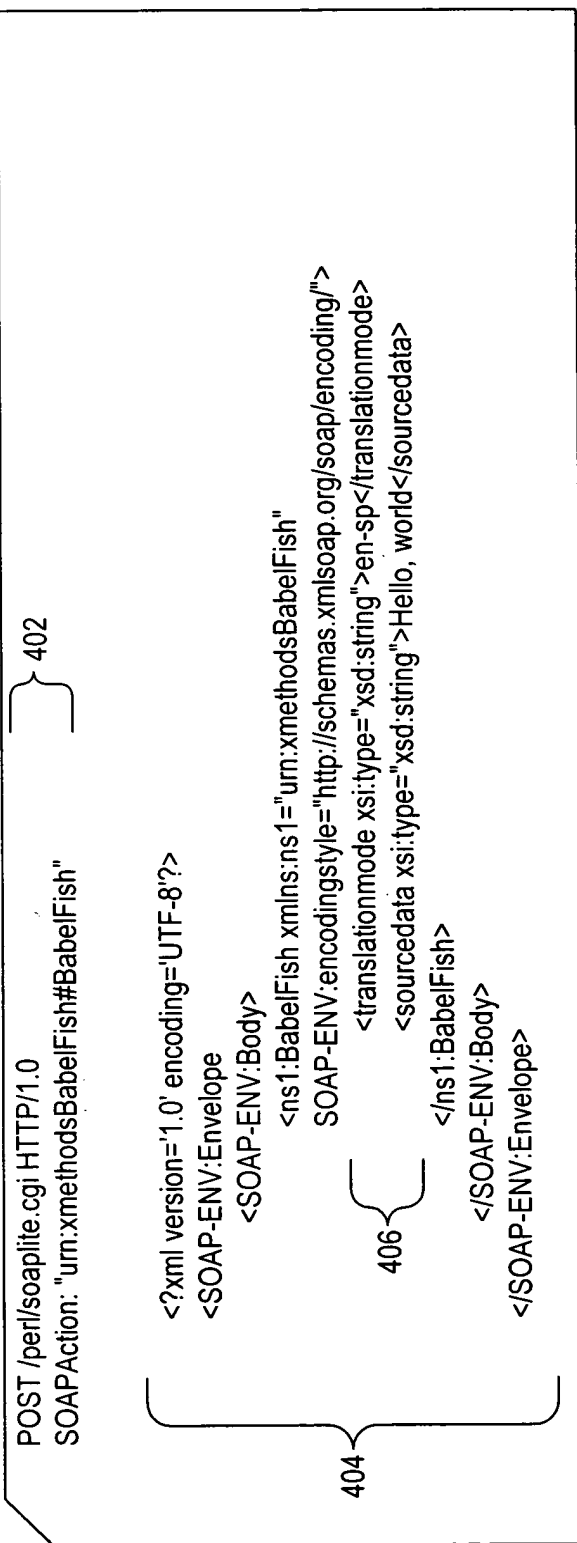 POST /perl/soaplite.cgi HTTP/1.0
SOAPAction: "urn:xmethodsBabelFish#BabelFish"
402
<?xml version='1.0' encoding='UTF-8'?>
<SOAP-ENV:Envelope
<SOAP-ENV:Body>
<ns1:BabelFish xmlns:ns1="urn:xmethodsBabelFish"
SOAP-ENV:encodingstyle="http://schemas.xmlsoap.org/soap/encoding/">
<translationmode xsi:type="xsd:string">en-sp</translationmode>
<sourcedata xsi:type="xsd:string">Hello, world</sourcedata>
</ns1:BabelFish>
</SOAP-ENV:Body>
</SOAP-ENV:Envelope>
404
406